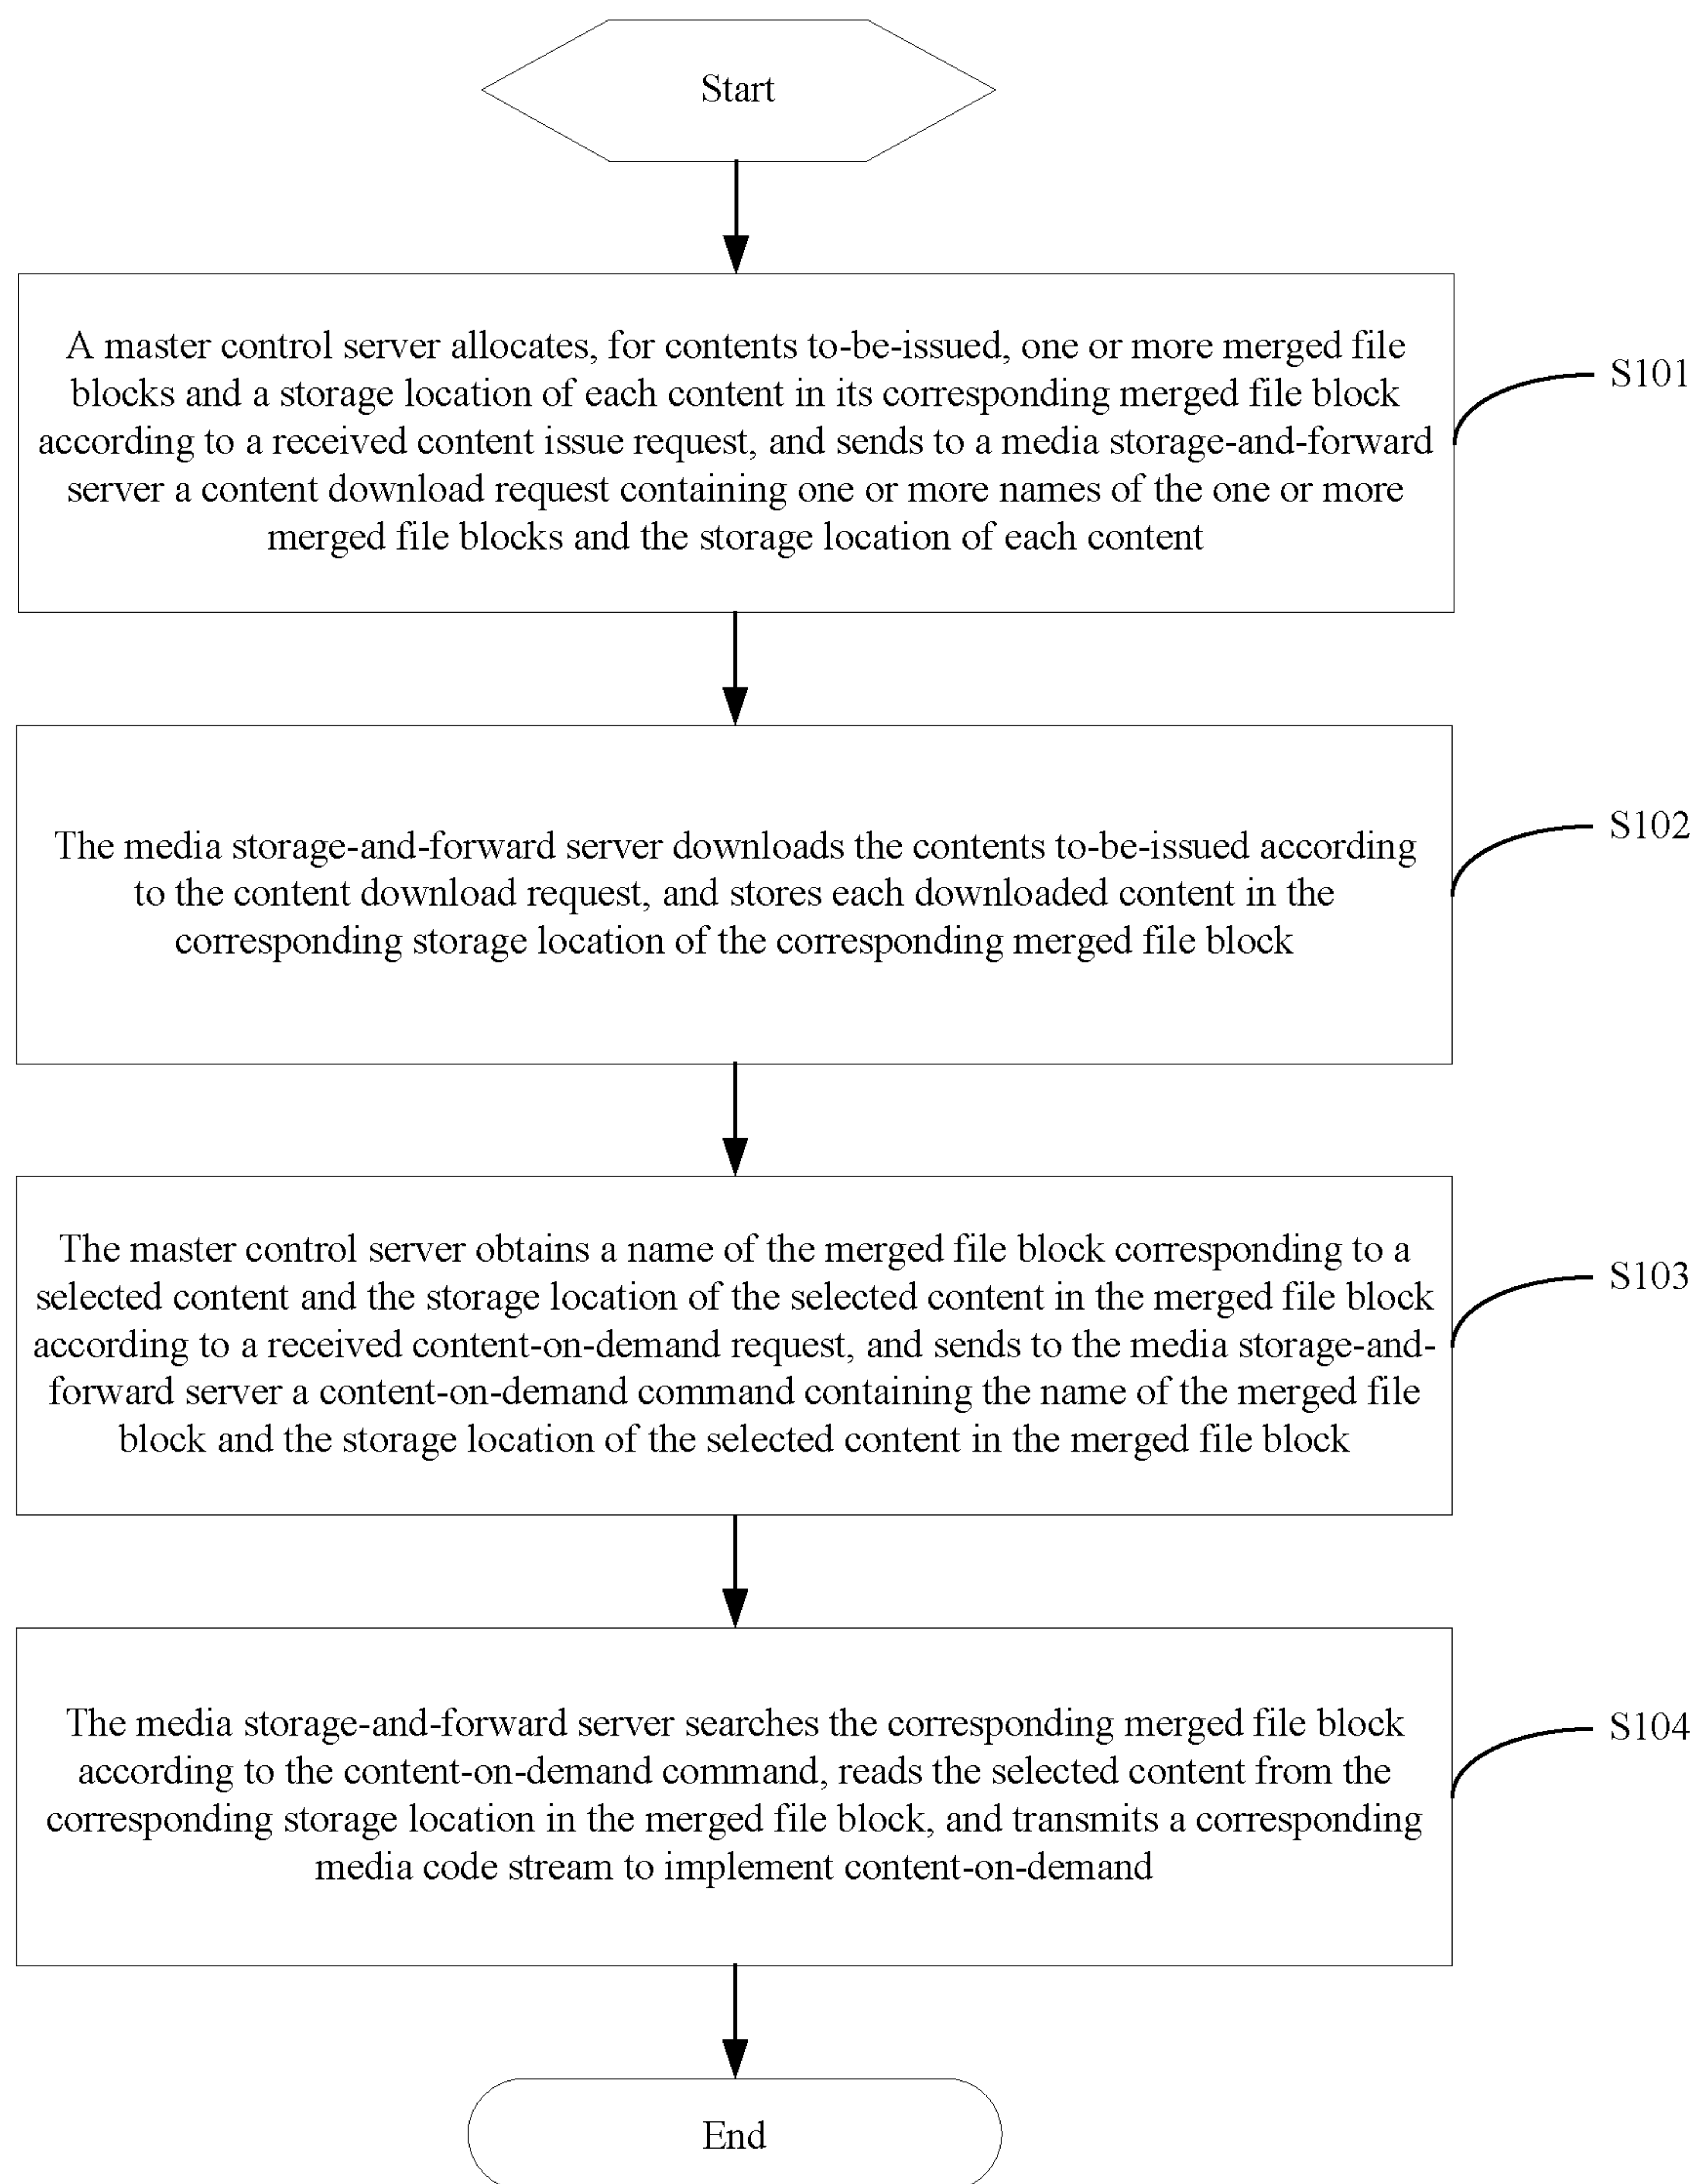 Start
A master control server allocates, for contents to-be-issued, one or more merged file
blocks and a storage location of each content in its corresponding merged file block
according to a received content issue request, and sends to a media storage-and-forward
server a content download request containing one or more names of the one or more
merged file blocks and the storage location of each content
S101
The media storage-and-forward server downloads the contents to-be-issued according
to the content download request, and stores each downloaded content in the
corresponding storage location of the corresponding merged file block
S102
The master control server obtains a name of the merged file block corresponding to a
selected content and the storage location of the selected content in the merged file block
according to a received content-on-demand request, and sends to the media storage-and-
forward server a content-on-demand command containing the name of the merged file
block and the storage location of the selected content in the merged file block
S103
The media storage-and-forward server searches the corresponding merged file block
according to the content-on-demand command, reads the selected content from the
corresponding storage location in the merged file block, and transmits a corresponding
media code stream to implement content-on-demand
S104
End